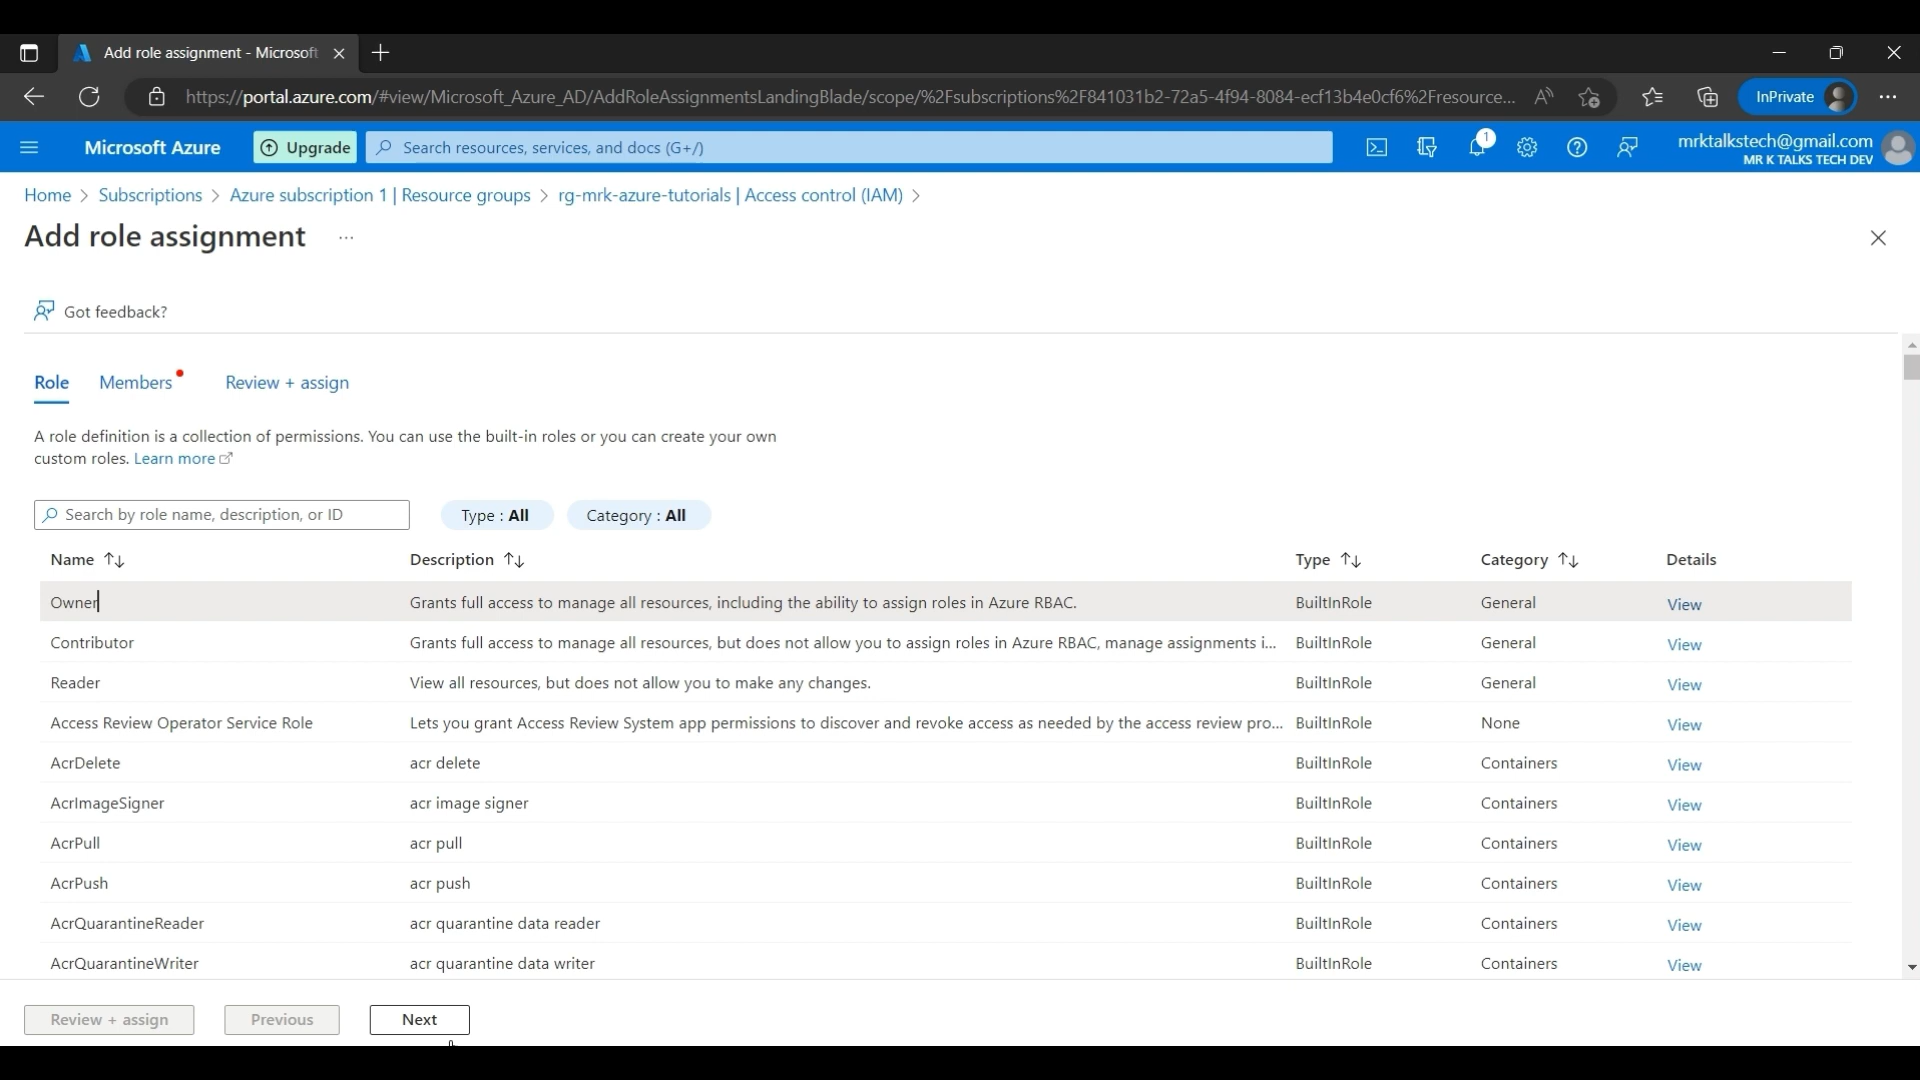 Add role assignment - Microsoft
https://portal.azure.com/#view/Microsoft_Azure_AD/AddRoleAssignmentsLandingBlade/scope/%2Fsubscriptions%2F841031b2-72a5-4f94-8084-ecf13b4e0cf6%2Fresource...
InPrivate
Microsoft Azure
Upgrade
Search resources, services, and docs (G+/)
1
mrktalkstech@gmail.com
MR K TALKS TECH DEV
Home > Subscriptions > Azure subscription 1 | Resource groups > rg-mrk-azure-tutorials | Access control (IAM) >
Add role assignment ...
Got feedback?
Role Members Review + assign
A role definition is a collection of permissions. You can use the built-in roles or you can create your own
custom roles. Learn more
Search by role name, description, or ID
Type : All
Category : All
Name ↑↓ Description ↑↓ Type ↑↓ Category ↑↓ Details
Owner Grants full access to manage all resources, including the ability to assign roles in Azure RBAC. BuiltInRole General View
Contributor Grants full access to manage all resources, but does not allow you to assign roles in Azure RBAC, manage assignments i... BuiltInRole General View
Reader View all resources, but does not allow you to make any changes. BuiltInRole General View
Access Review Operator Service Role Lets you grant Access Review System app permissions to discover and revoke access as needed by the access review pro... BuiltInRole None View
AcrDelete acr delete BuiltInRole Containers View
AcrImageSigner acr image signer BuiltInRole Containers View
AcrPull acr pull BuiltInRole Containers View
AcrPush acr push BuiltInRole Containers View
AcrQuarantineReader acr quarantine data reader BuiltInRole Containers View
AcrQuarantineWriter acr quarantine data writer BuiltInRole Containers View
Review + assign Previous Next